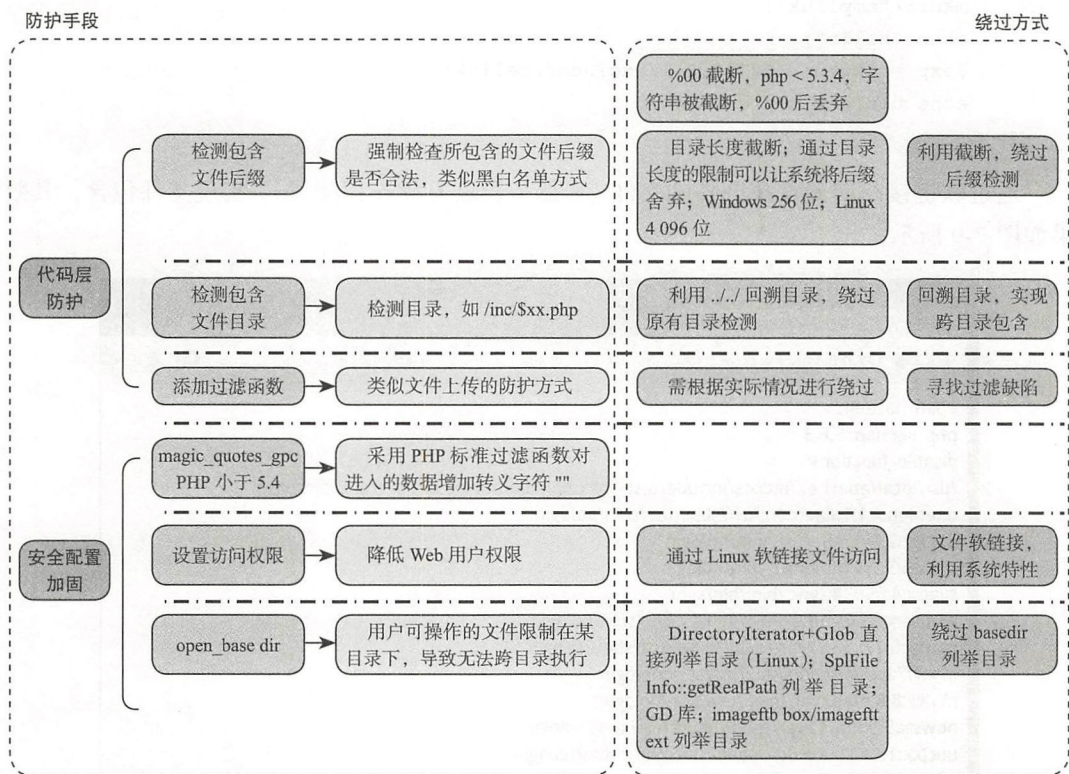 防护手段
绕过方式
%00 截断，php < 5.3.4，字
符串被截断，%00 后丢弃
检测包含
文件后缀
强制检查所包含的文件后缀
是否合法，类似黑白名单方式
目录长度截断；通过目录
长度的限制可以让系统将后缀
舍弃；Windows 256 位；Linux
4 096 位
利用截断，绕过
后缀检测
代码层
防护
检测包含
文件目录
检测目录，如 /inc/$xx.php
利用 ../../ 回溯目录，绕过
原有目录检测
回溯目录，实现
跨目录包含
添加过滤函数
类似文件上传的防护方式
需根据实际情况进行绕过
寻找过滤缺陷
magic_quotes_gpc
PHP 小于 5.4
采用 PHP 标准过滤函数对
进入的数据增加转义字符 ""
安全配置
加固
设置访问权限
降低 Web 用户权限
通过 Linux 软链接文件访问
文件软链接，
利用系统特性
open_base dir
用户可操作的文件限制在某
目录下，导致无法跨目录执行
DirectoryIterator+Glob 直
接列举目录（Linux）；SplFile
Info::getRealPath 列举目录；
GD 库；imageftb box/imageftt
ext 列举目录
绕过 basedir
列举目录